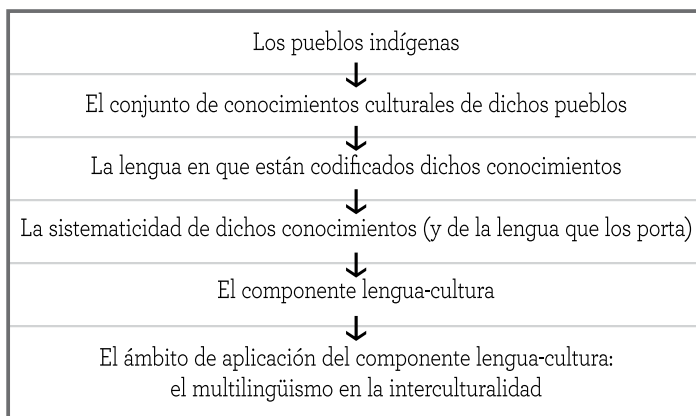 Los pueblos indígenas
El conjunto de conocimientos culturales de dichos pueblos
La lengua en que están codificados dichos conocimientos
La sistematicidad de dichos conocimientos (y de la lengua que los porta)
El componente lengua-cultura
El ámbito de aplicación del componente lengua-cultura:
el multilingüismo en la interculturalidad